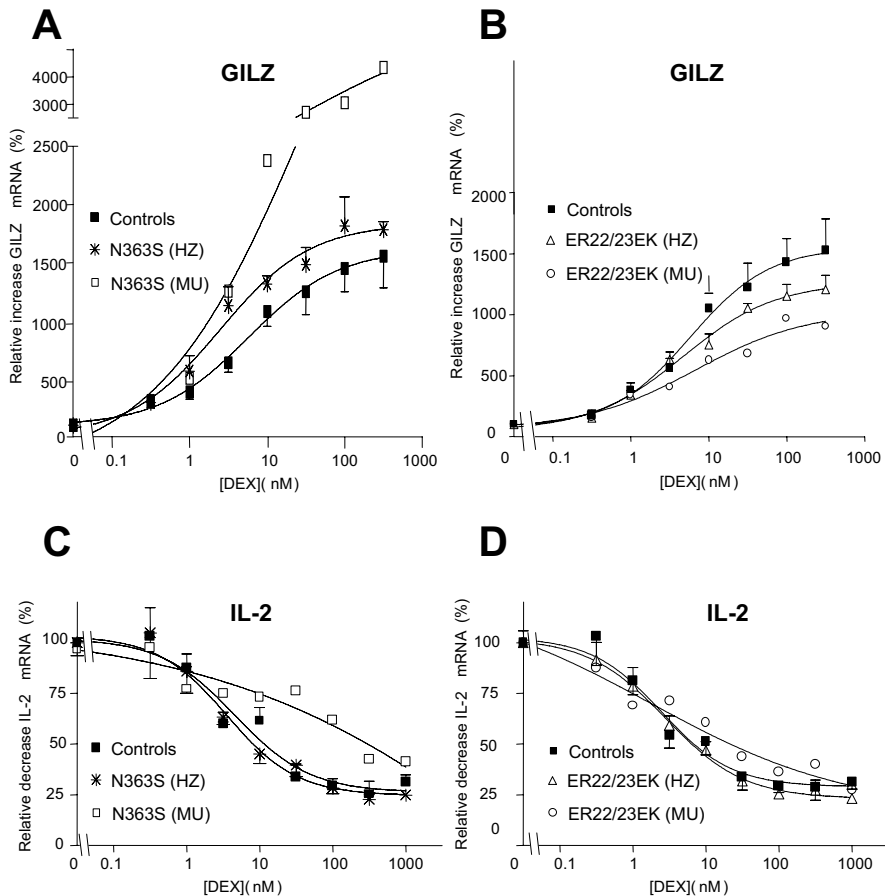 A
GILZ
Relative increase GILZ mRNA (%)
4000
3000
2500
2000
1500
1000
500
0
Controls
N363S (HZ)
N363S (MU)
0
0.1
1
10
100
1000
[DEX]( nM)
B
GILZ
Relative increase GILZ mRNA (%)
2000
1500
1000
500
0
Controls
ER22/23EK (HZ)
ER22/23EK (MU)
0
0.1
1
10
100
1000
[DEX]( nM)
C
IL-2
Relative decrease IL-2 mRNA (%)
100
75
50
25
0
Controls
N363S (HZ)
N363S (MU)
0
0.1
1
10
100
1000
[DEX]( nM)
D
IL-2
Relative decrease IL-2 mRNA (%)
100
75
50
25
0
Controls
ER22/23EK (HZ)
ER22/23EK (MU)
0
0.1
1
10
100
1000
[DEX]( nM)